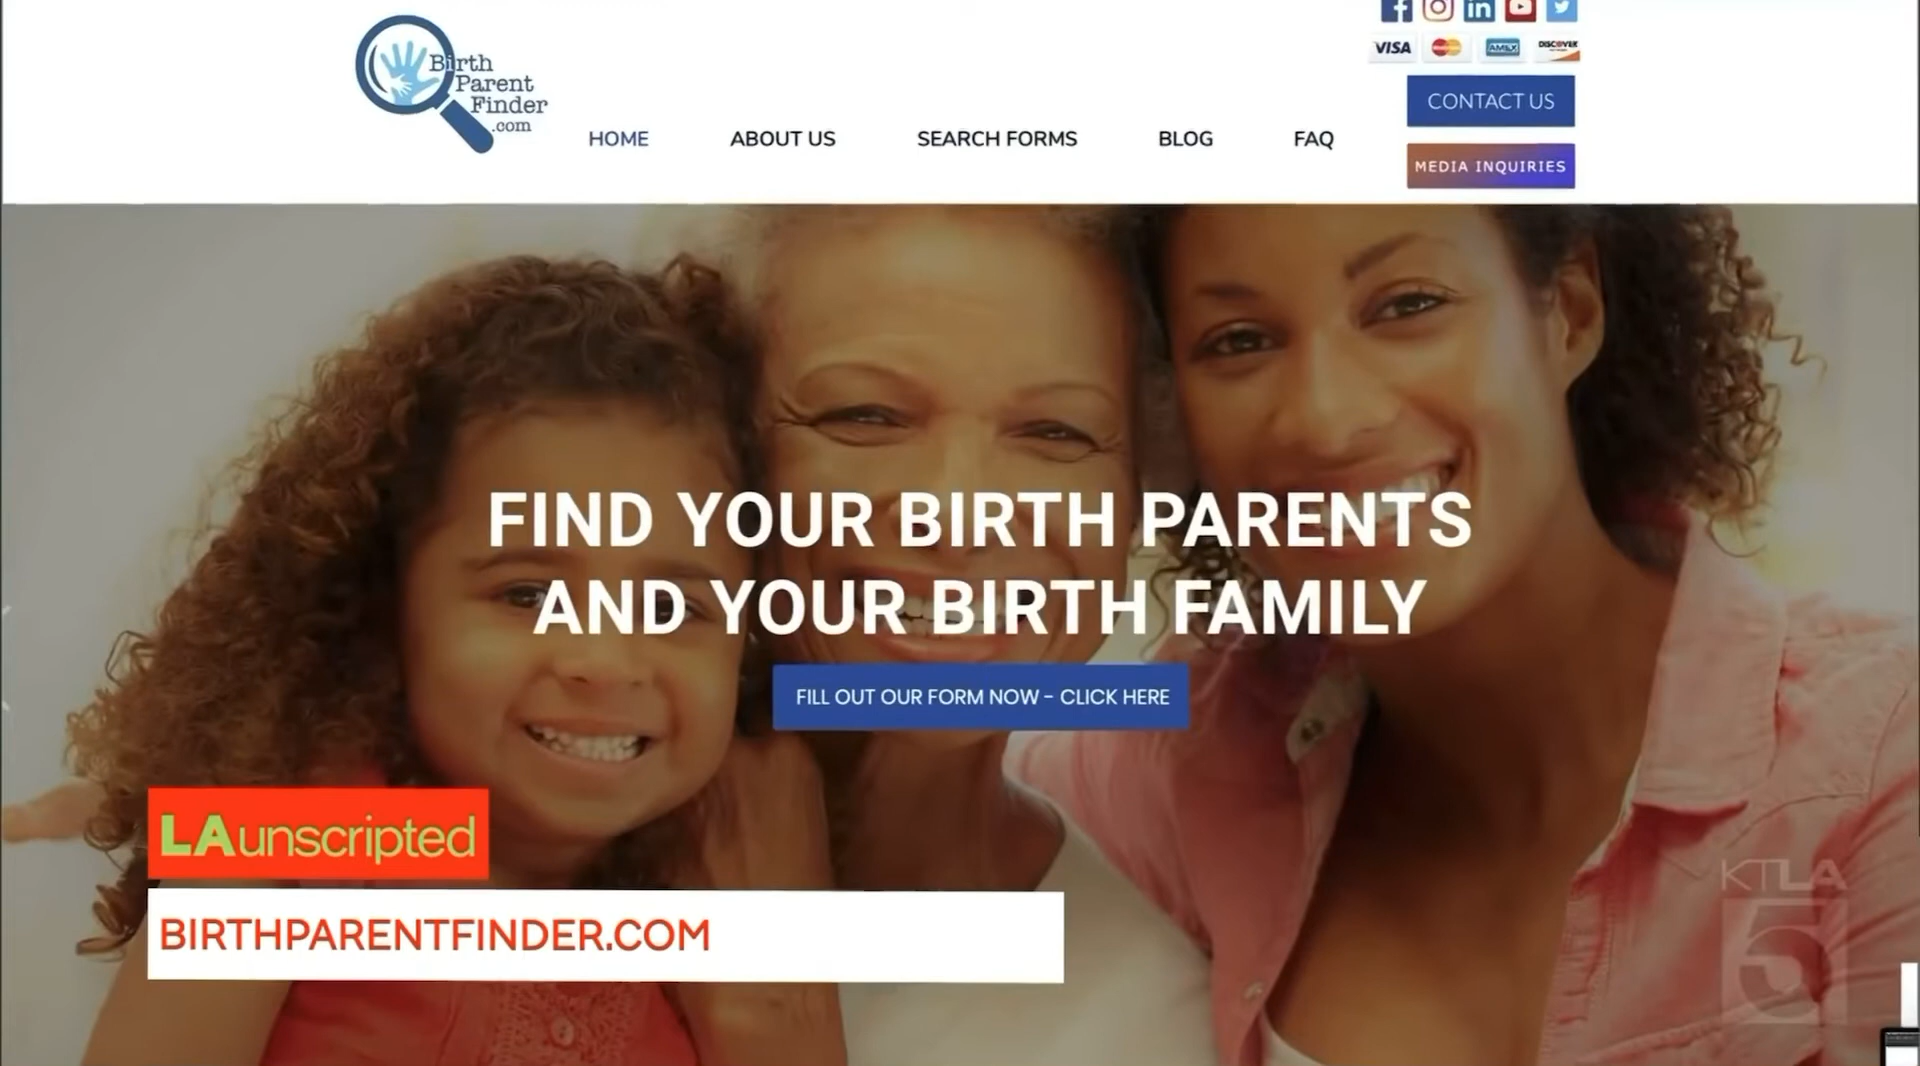 Birth
Parent
Finder
.com
HOME
ABOUT US
SEARCH FORMS
BLOG
FAQ
VISA
AMEX
DISCOVER
CONTACT US
MEDIA INQUIRIES
FIND YOUR BIRTH PARENTS
AND YOUR BIRTH FAMILY
FILL OUT OUR FORM NOW - CLICK HERE
LAunscripted
BIRTHPARENTFINDER.COM
KTLA
5